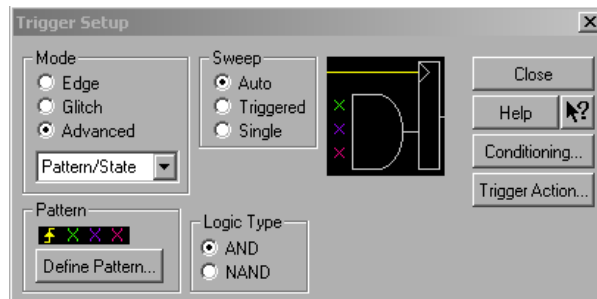 Trigger Setup
Mode
Edge
Glitch
Advanced
Pattern/State
Sweep
Auto
Triggered
Single
Close
Help
Conditioning...
Trigger Action...
Pattern
X X X
Define Pattern...
Logic Type
AND
NAND